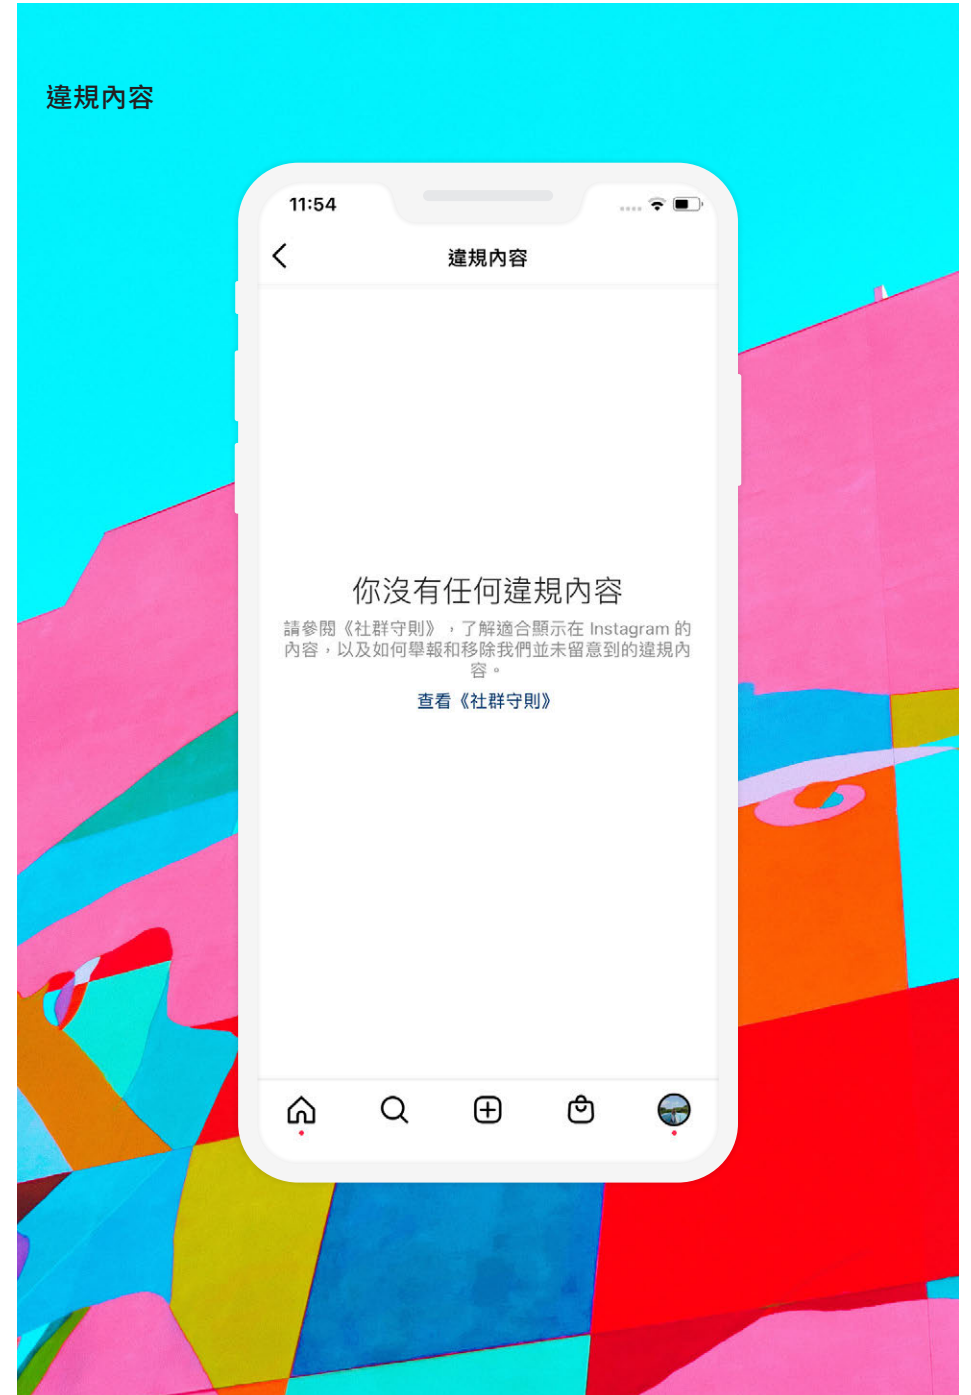 違規內容
11:54
違規內容
你沒有任何違規內容
請參閱《社群守則》，了解適合顯示在 Instagram 的
內容，以及如何舉報和移除我們並未留意到的違規內
容。
查看《社群守則》